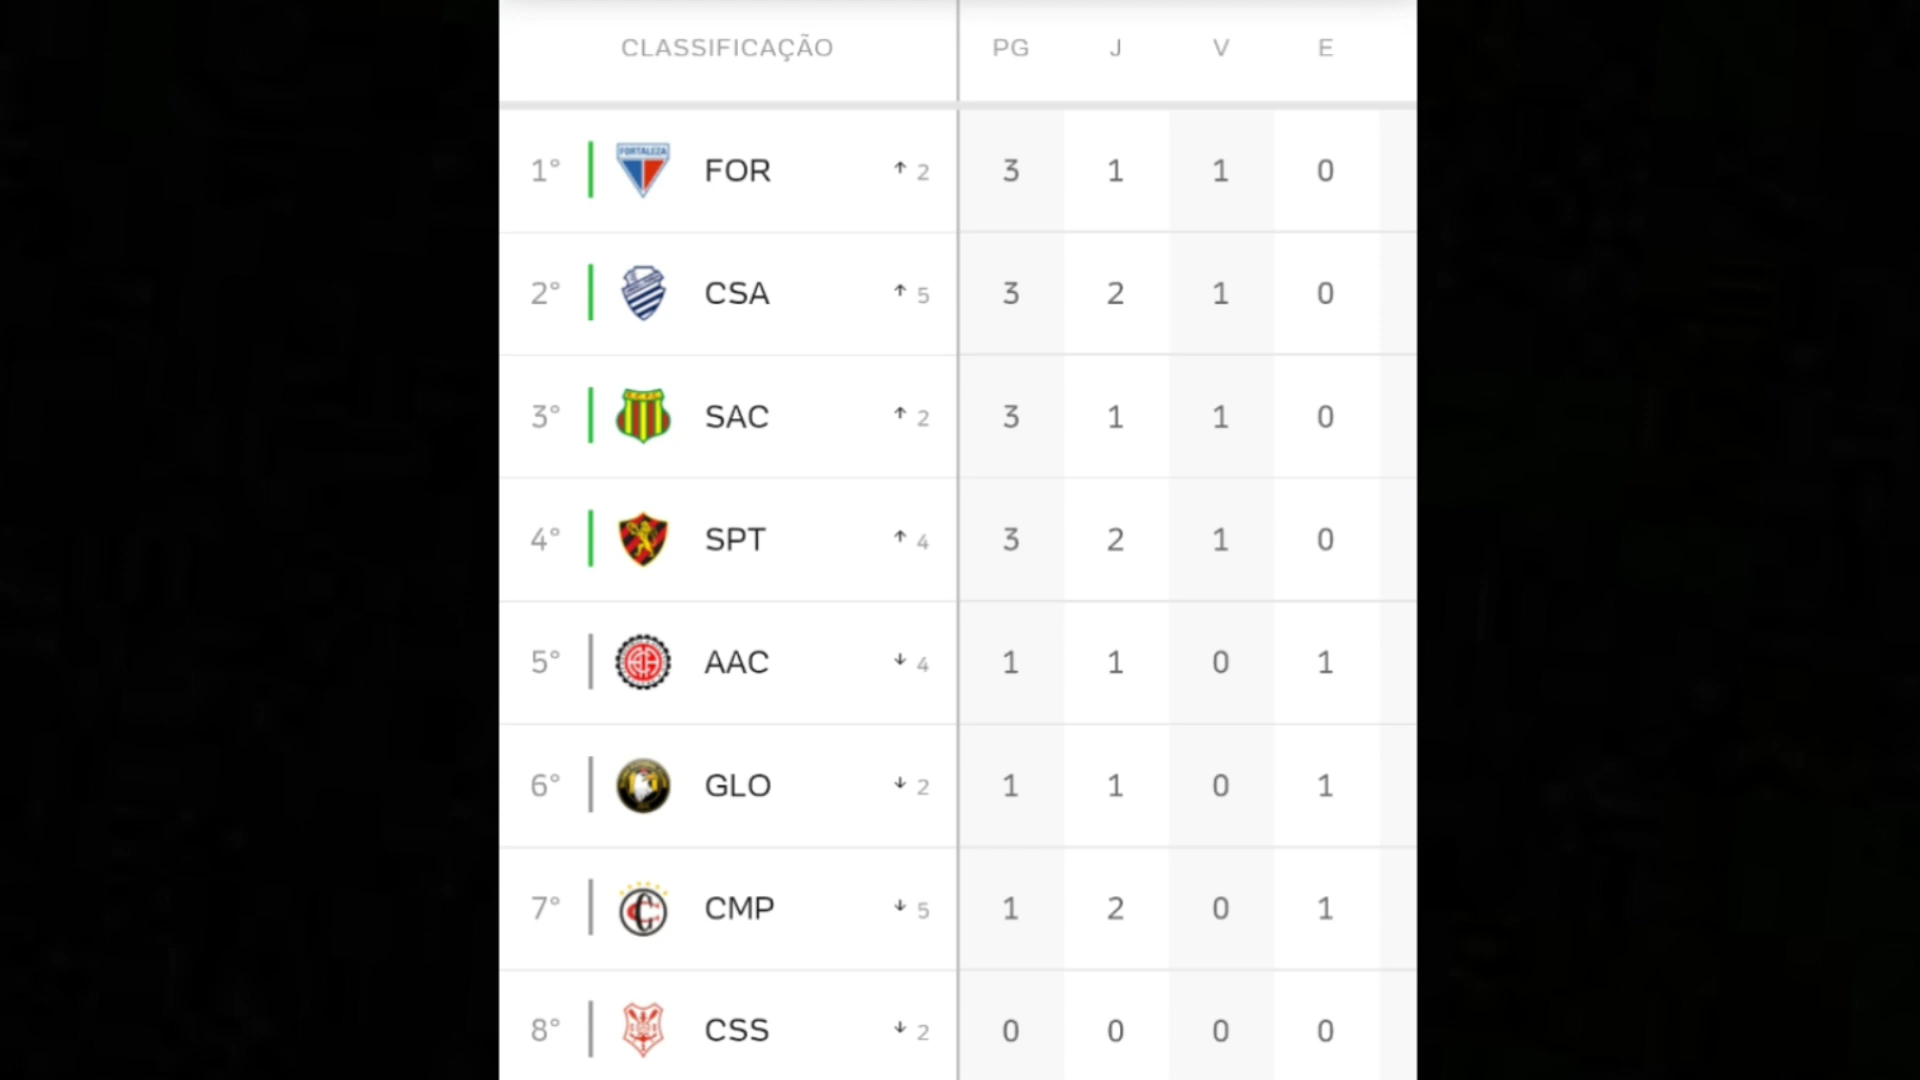 CLASSIFICAÇÃO PG J V E
1° FORTALEZA FOR ↑ 2 3 1 1 0
2° CSA ↑ 5 3 2 1 0
3° SAC ↑ 2 3 1 1 0
4° SPT ↑ 4 3 2 1 0
5° AAC ↓ 4 1 1 0 1
6° GLO ↓ 2 1 1 0 1
7° CMP ↓ 5 1 2 0 1
8° CSS ↓ 2 0 0 0 0